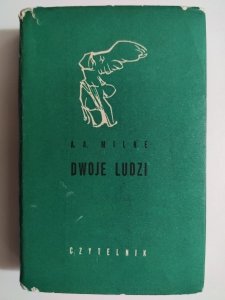 A. A. MILNE
DWOJE LUDZI
CZYTELNIK